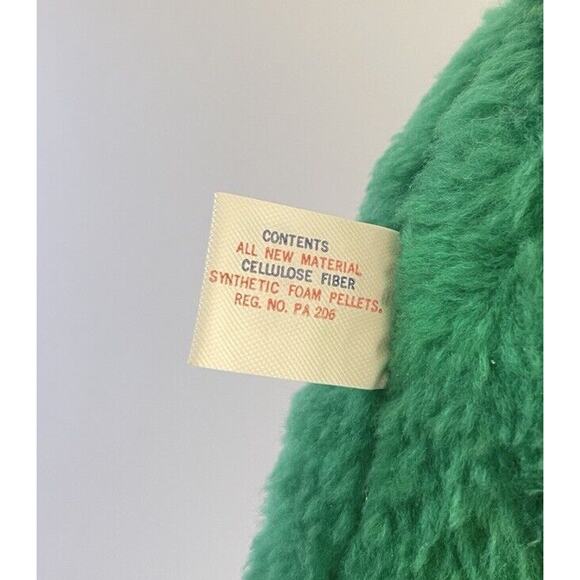 CONTENTS
ALL NEW MATERIAL
CELLULOSE FIBER
SYNTHETIC FOAM PELLETS.
REG. NO. PA 206